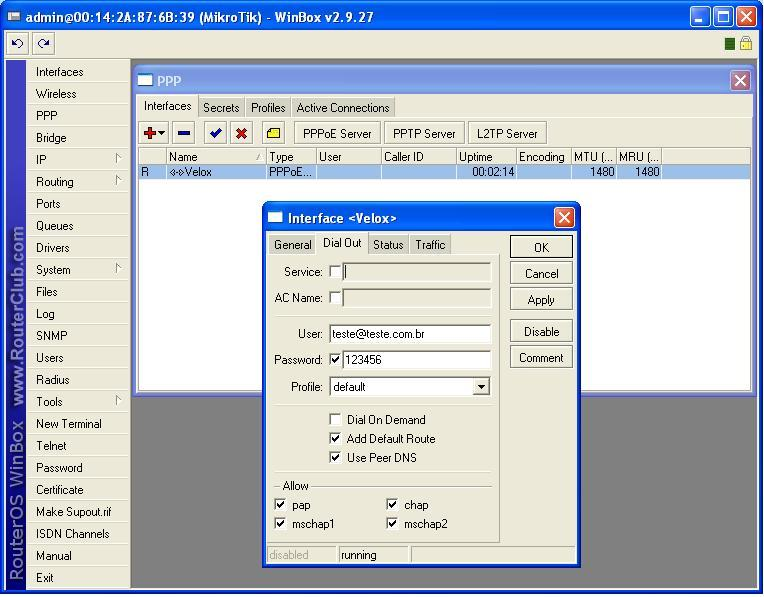 admin@00:14:2A:87:6B:39 (MikroTik) - WinBox v2.9.27
RouterOS WinBox www.RouterClub.com
Interfaces
Wireless
PPP
Bridge
IP
Routing
Ports
Queues
Drivers
System
Files
Log
SNMP
Users
Radius
Tools
New Terminal
Telnet
Password
Certificate
Make Supout.rif
ISDN Channels
Manual
Exit
PPP
Interfaces Secrets Profiles Active Connections
PPPoE Server PPTP Server L2TP Server
Name Type User Caller ID Uptime Encoding MTU (... MRU (...
R Velox PPPoE... 00:02:14 1480 1480
Interface <Velox>
General Dial Out Status Traffic
Service:
AC Name:
User: teste@teste.com.br
Password: 123456
Profile: default
Dial On Demand
Add Default Route
Use Peer DNS
Allow
pap chap
mschap1 mschap2
disabled running
OK
Cancel
Apply
Disable
Comment